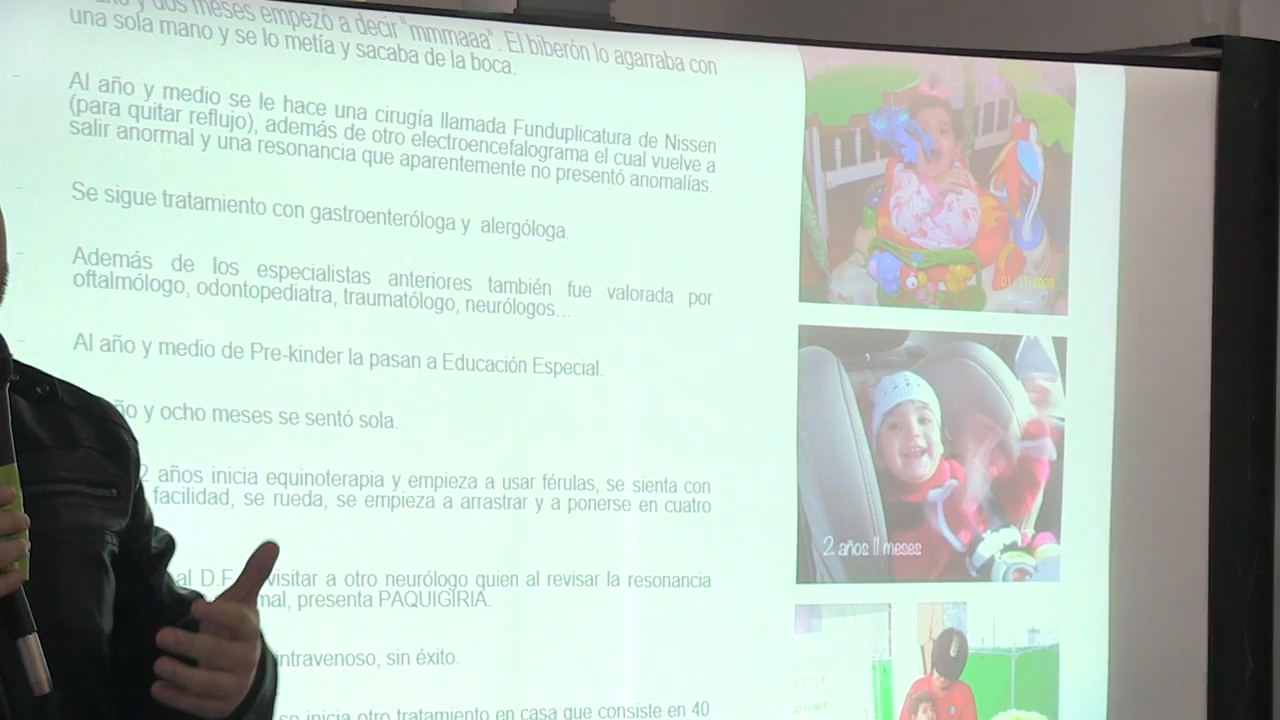 y dos meses empezó a decir "mmmaaa". El biberón lo agarraba con
una sola mano y se lo metía y sacaba de la boca.
Al año y medio se le hace una cirugía llamada Funduplicatura de Nissen
(para quitar reflujo), además de otro electroencefalograma el cual vuelve a
salir anormal y una resonancia que aparentemente no presentó anomalías.
Se sigue tratamiento con gastroenteróloga y alergóloga.
Además de los especialistas anteriores también fue valorada por
oftalmólogo, odontopediatra, traumatólogo, neurólogos...
Al año y medio de Pre-kinder la pasan a Educación Especial.
ño y ocho meses se sentó sola.
2 años inicia equinoterapia y empieza a usar férulas, se sienta con
facilidad, se rueda, se empieza a arrastrar y a ponerse en cuatro
al D.F. visitar a otro neurólogo quien al revisar la resonancia
mal, presenta PAQUIGIRIA.
intravenoso, sin éxito.
se inicia otro tratamiento en casa que consiste en 40
01/11/2009
2 años 11 meses